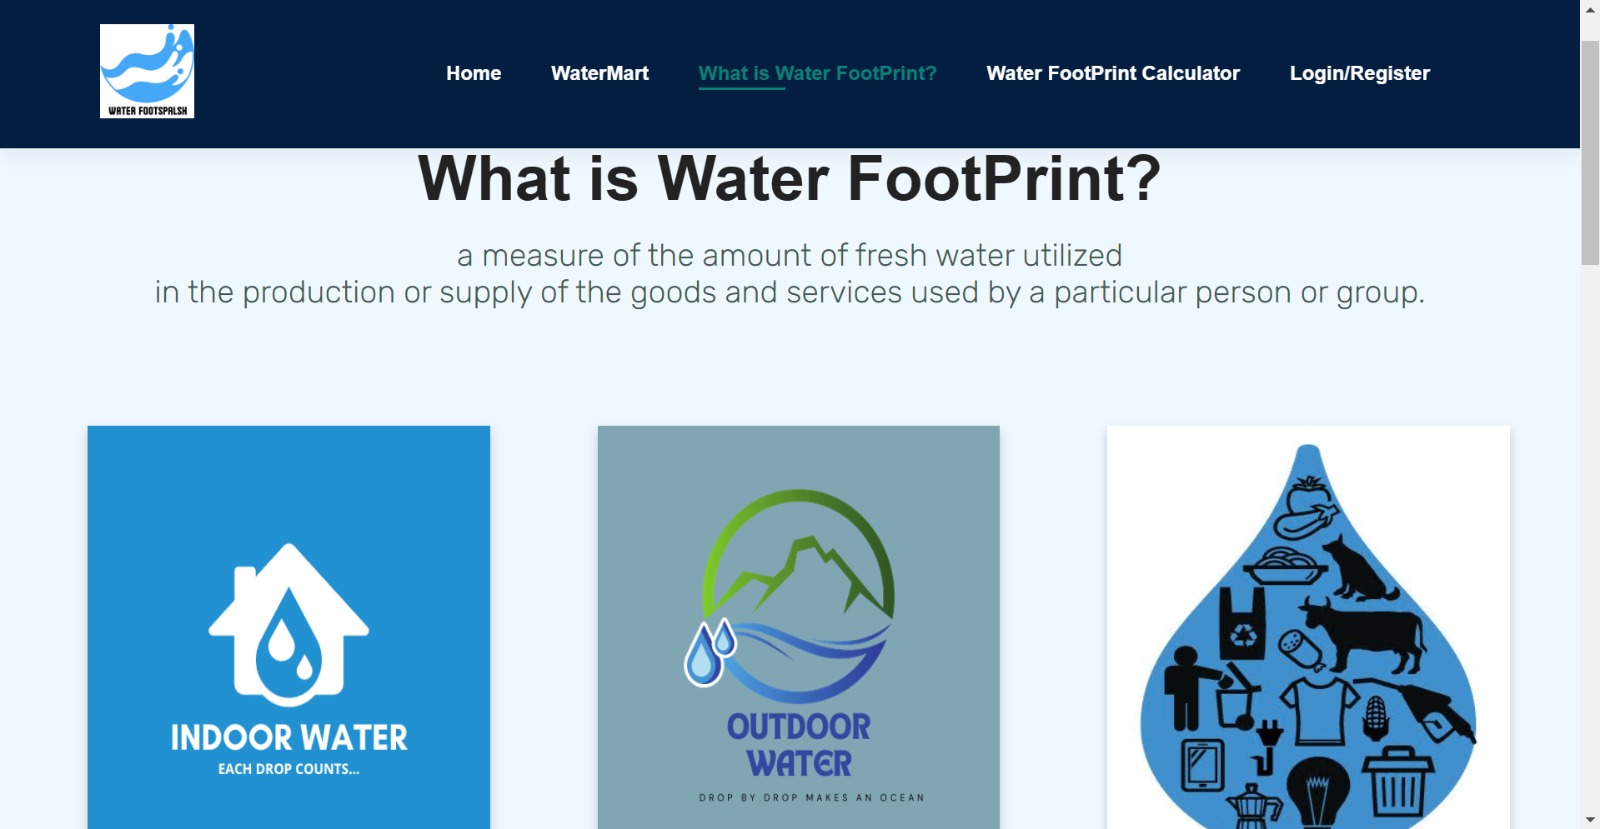 WATER FOOTSPALSH
Home WaterMart What is Water FootPrint? Water FootPrint Calculator Login/Register
What is Water FootPrint?
a measure of the amount of fresh water utilized
in the production or supply of the goods and services used by a particular person or group.
INDOOR WATER
EACH DROP COUNTS...
OUTDOOR
WATER
DROP BY DROP MAKES AN OCEAN